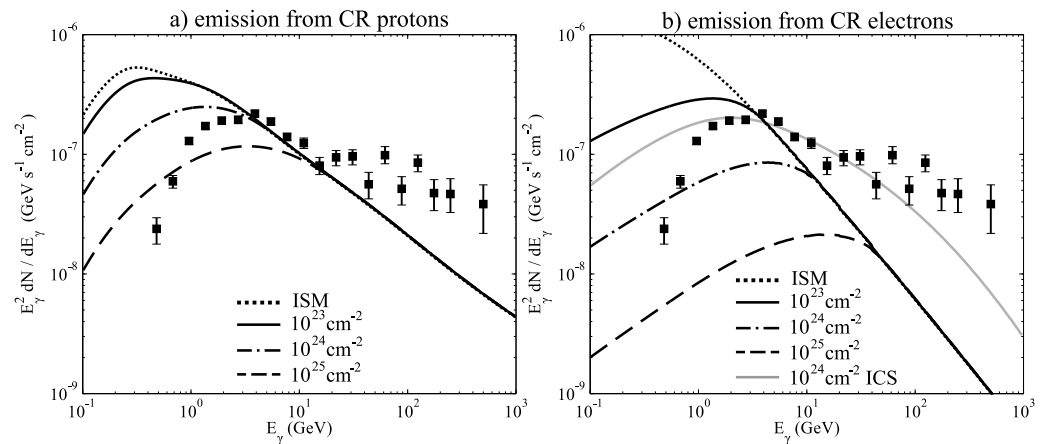 a) emission from CR protons
10^-6
10^-7
10^-8
10^-9
E_γ^2 dN / dE_γ (GeV s^-1 cm^-2)
ISM
10^23 cm^-2
10^24 cm^-2
10^25 cm^-2
10^-1
10^0
10^1
10^2
10^3
E_γ (GeV)
b) emission from CR electrons
10^-6
10^-7
10^-8
10^-9
E_γ^2 dN / dE_γ (GeV s^-1 cm^-2)
ISM
10^23 cm^-2
10^24 cm^-2
10^25 cm^-2
10^24 cm^-2 ICS
10^-1
10^0
10^1
10^2
10^3
E_γ (GeV)